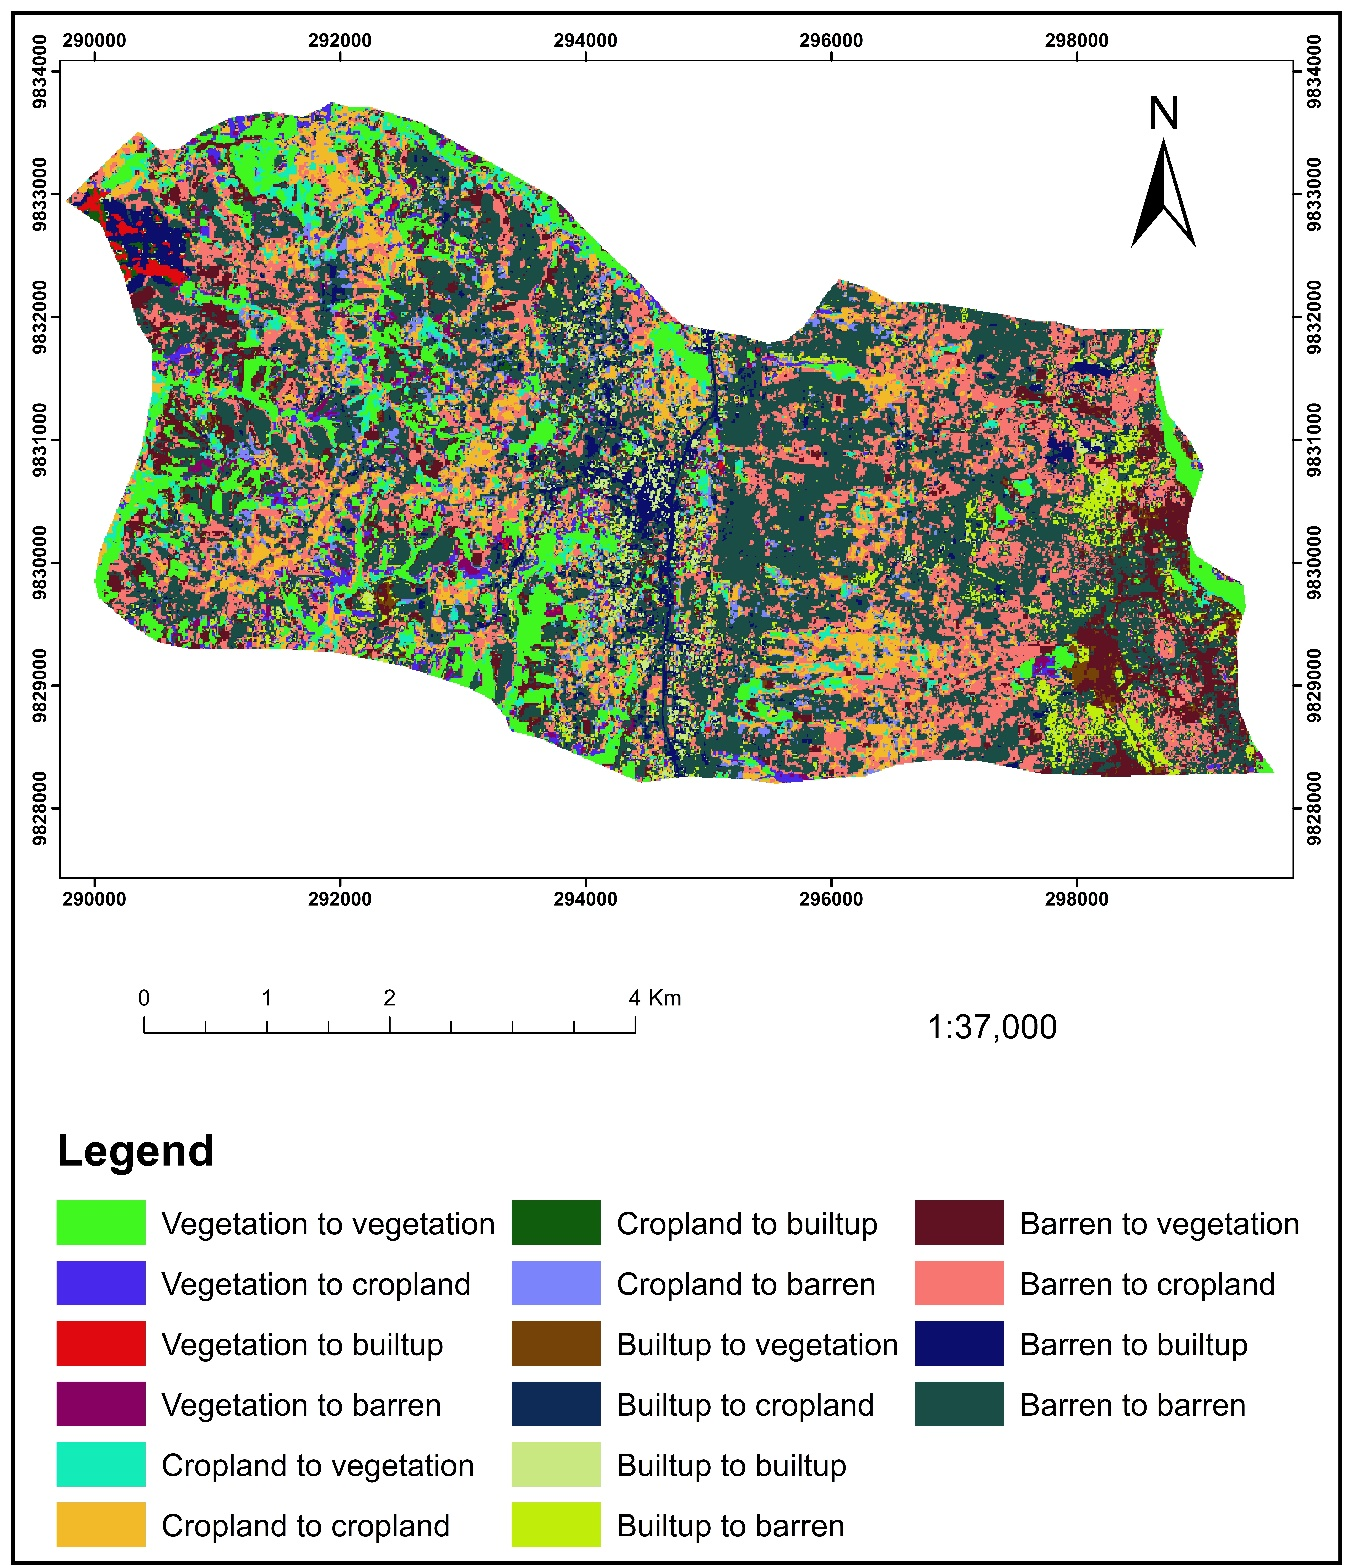 290000 292000 294000 296000 298000
9834000 9834000
9833000 9833000
9832000 9832000
9831000 9831000
9830000 9830000
9829000 9829000
9828000 9828000
N
290000 292000 294000 296000 298000
0 1 2 4 Km
1:37,000
Legend
Vegetation to vegetation
Vegetation to cropland
Vegetation to builtup
Vegetation to barren
Cropland to vegetation
Cropland to cropland
Cropland to builtup
Cropland to barren
Builtup to vegetation
Builtup to cropland
Builtup to builtup
Builtup to barren
Barren to vegetation
Barren to cropland
Barren to builtup
Barren to barren